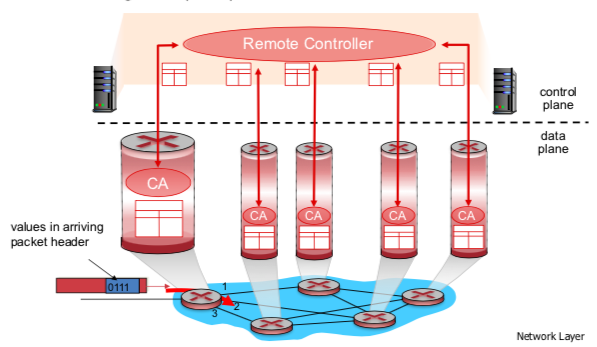 Remote Controller
control
plane
data
plane
CA
CA
CA
CA
CA
values in arriving
packet header
0111
1
2
3
Network Layer